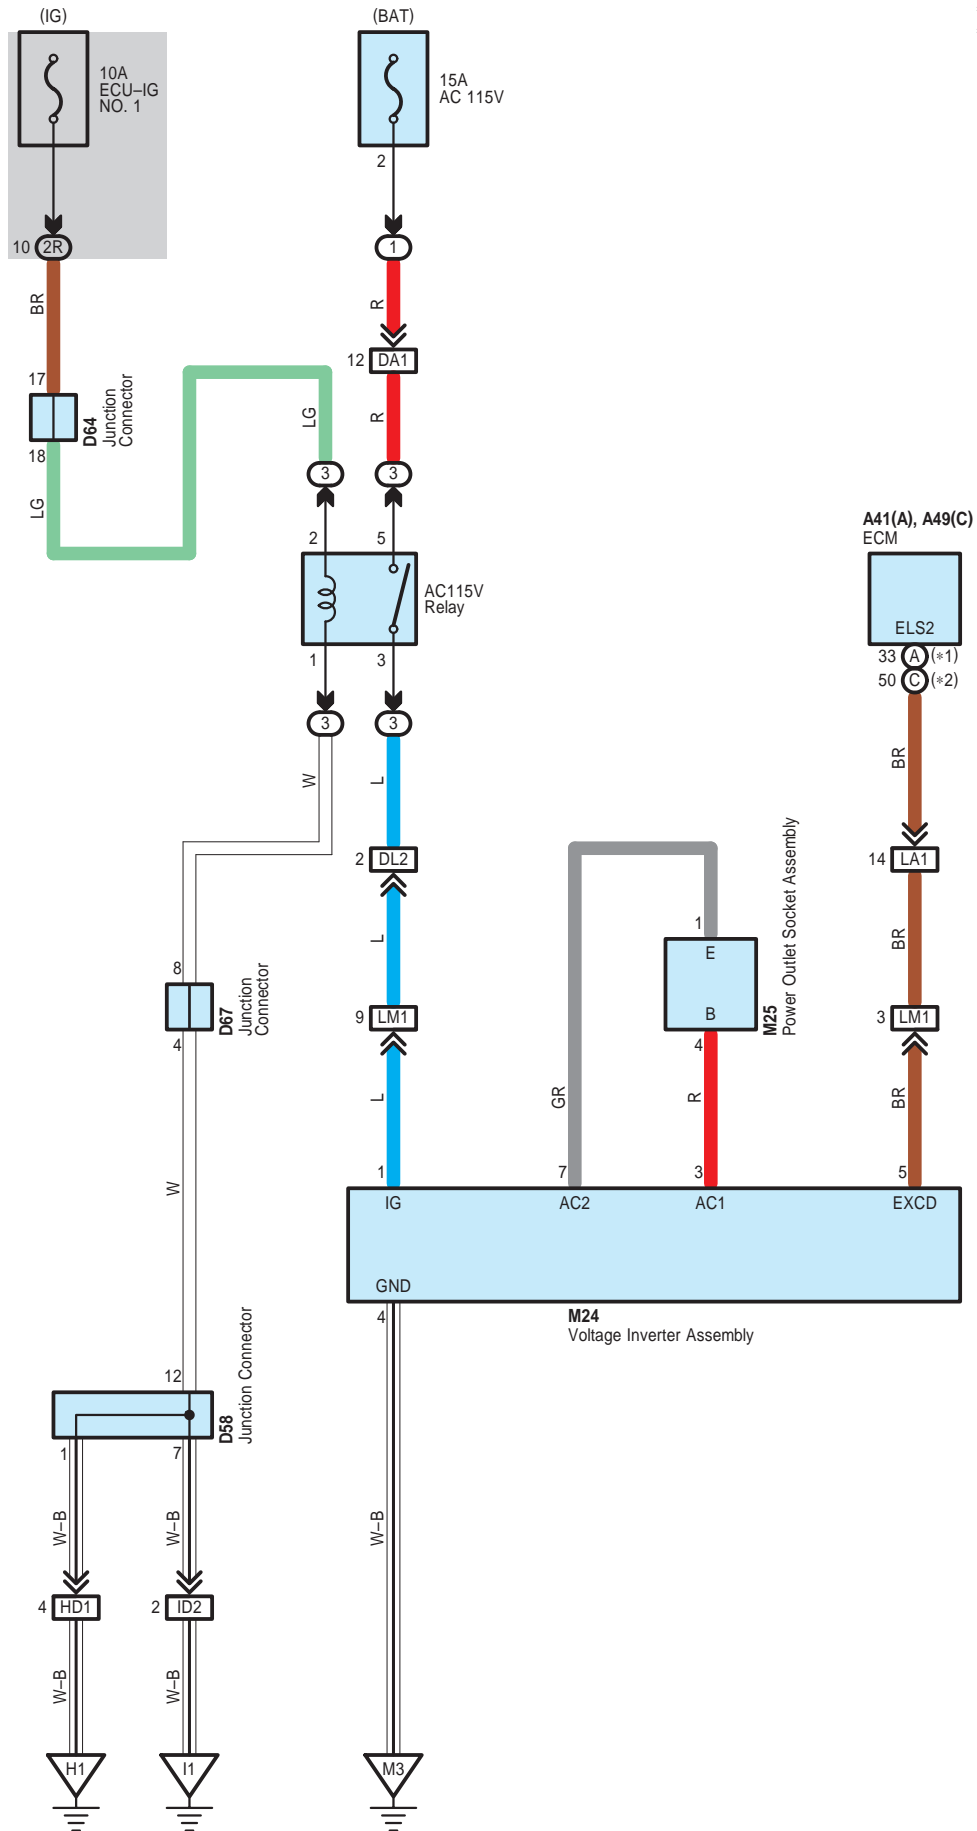 (IG)
(BAT)
10A
ECU–IG
NO. 1
15A
AC 115V
2
10
2R
1
BR
R
12
DA1
17
D64
Junction
Connector
LG
R
18
LG
3
3
2
5
A41(A), A49(C)
ECM
AC115V
Relay
ELS2
1
3
33
A
(*1)
50
C
(*2)
3
3
W
L
BR
2
DL2
14
LA1
Power Outlet Socket Assembly
M25
1
E
L
BR
8
D67
Junction
Connector
9
LM1
B
3
LM1
4
4
L
GR
R
BR
W
1
7
3
5
IG
AC2
AC1
EXCD
GND
4
M24
Voltage Inverter Assembly
12
D58
Junction Connector
1
7
W–B
W–B
W–B
4
HD1
2
ID2
W–B
W–B
H1
I1
M3